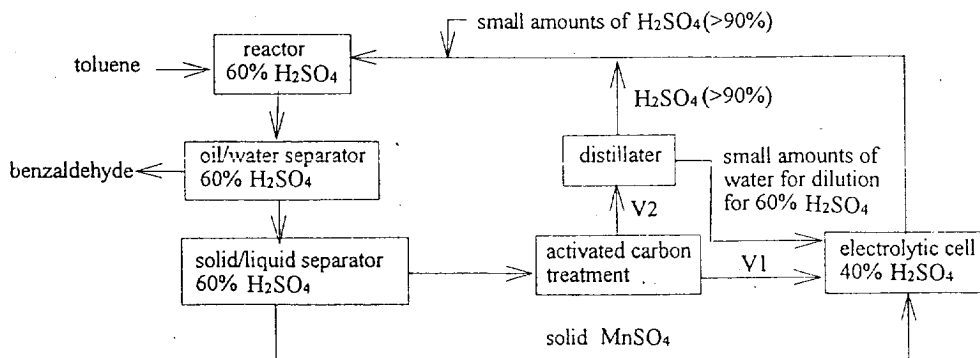 small amounts of H₂SO₄(>90%)
reactor
60% H₂SO₄
toluene
H₂SO₄(>90%)
oil/water separator
60% H₂SO₄
benzaldehyde
distillater
small amounts of
water for dilution
for 60% H₂SO₄
V2
solid/liquid separator
60% H₂SO₄
activated carbon
treatment
V1
electrolytic cell
40% H₂SO₄
solid MnSO₄